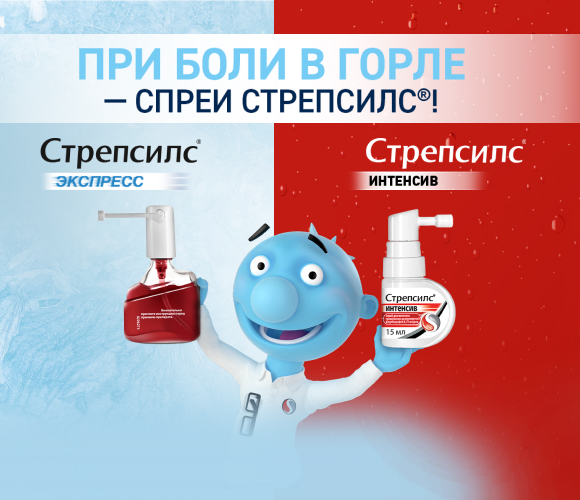 ПРИ БОЛИ В ГОРЛЕ
— СПРЕИ СТРЕПСИЛС®!
Стрепсилс®
ЭКСПРЕСС
Стрепсилс®
ИНТЕНСИВ
Стрепсилс®
ИНТЕНСИВ
15 мл